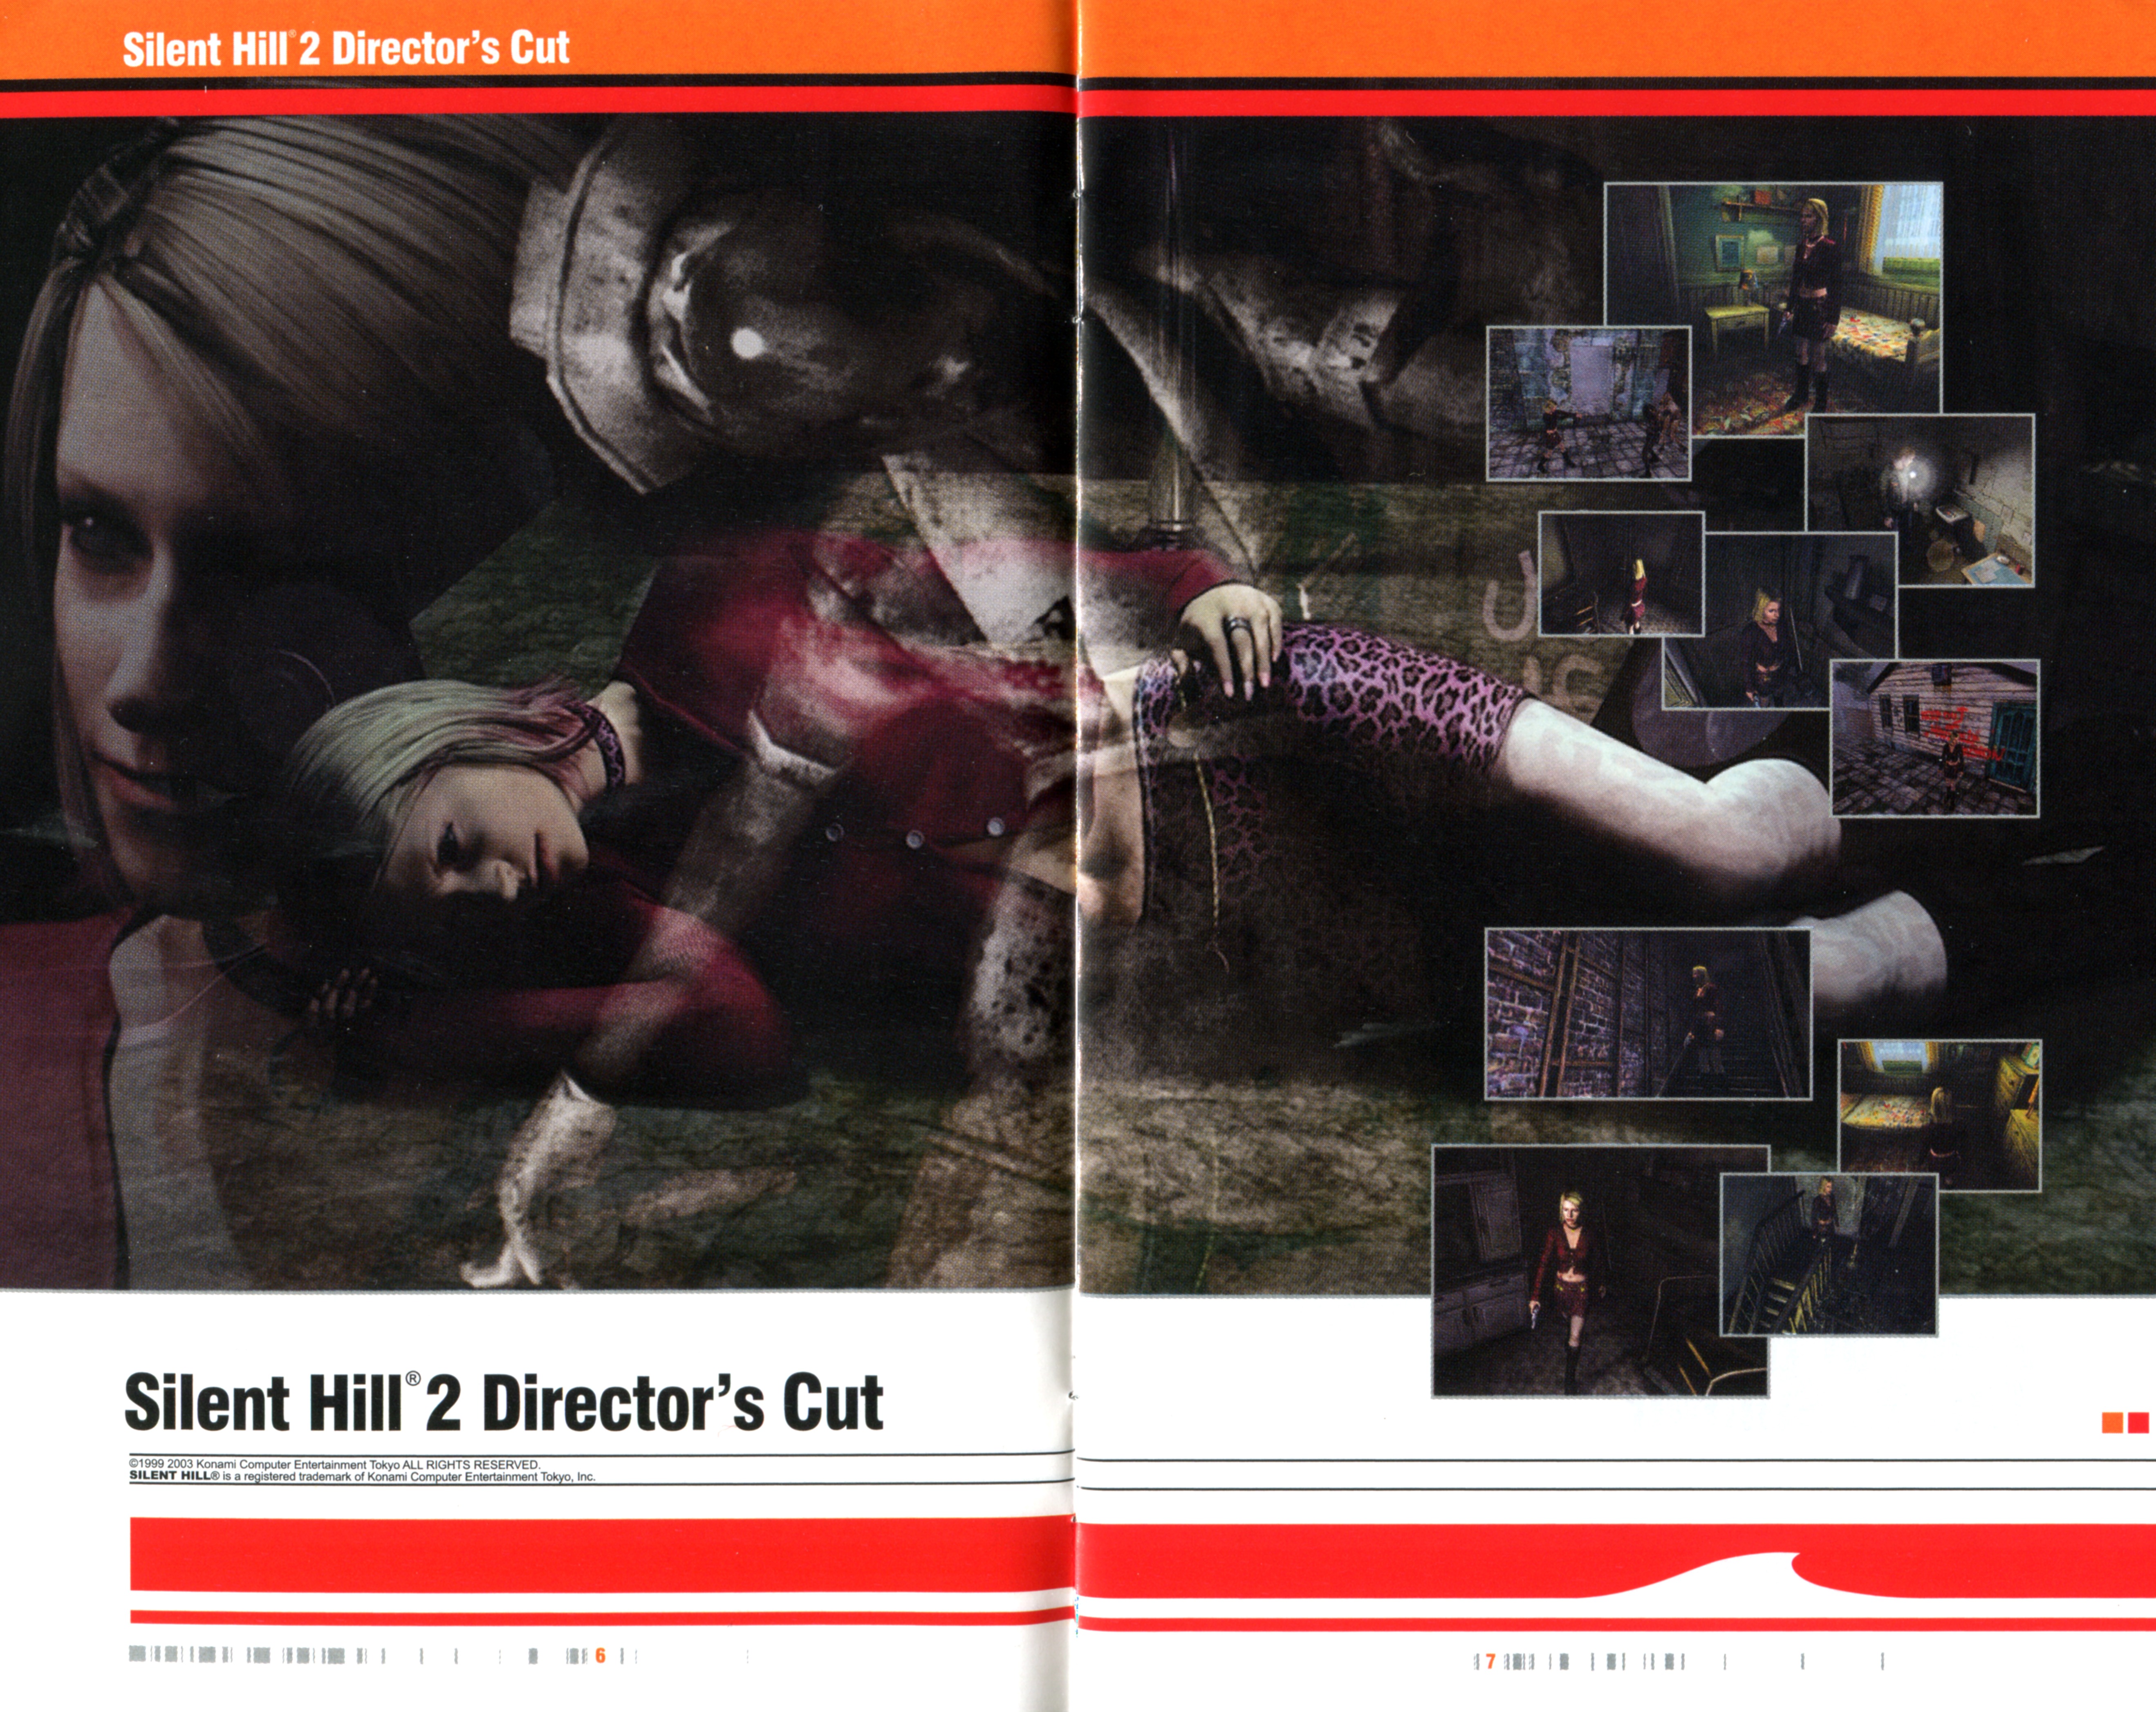 Silent Hill® 2 Director's Cut
Silent Hill® 2 Director's Cut
©1999 2003 Konami Computer Entertainment Tokyo ALL RIGHTS RESERVED.
SILENT HILL® is a registered trademark of Konami Computer Entertainment Tokyo, Inc.
6
7